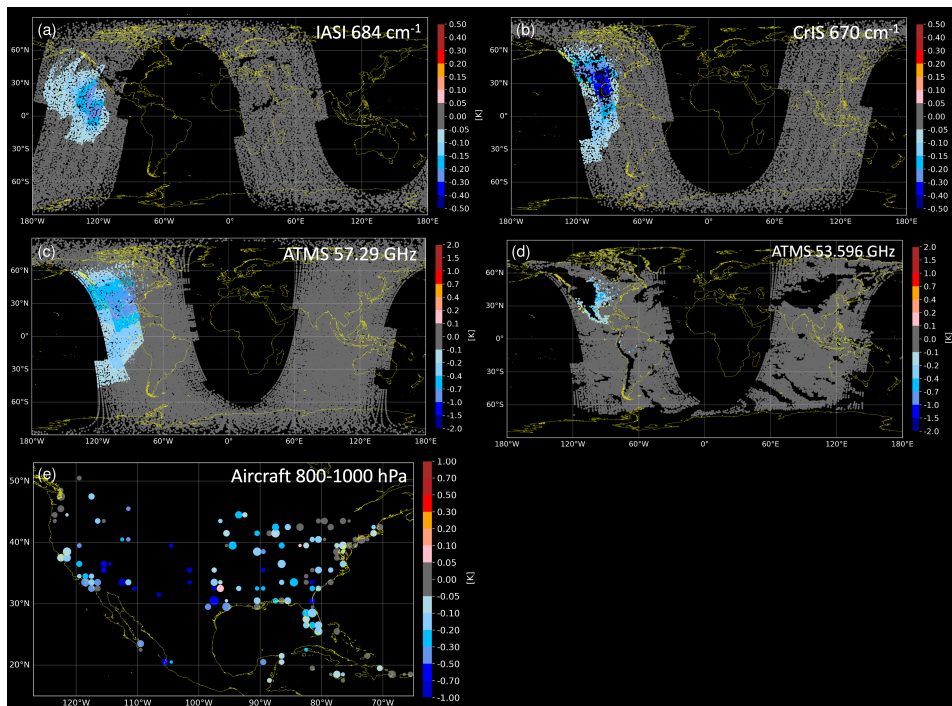 (a) IASI 684 cm⁻¹
60°N
30°N
0°
30°S
60°S
180°W 120°W 60°W 0° 60°E 120°E 180°E
0.50
0.40
0.30
0.20
0.15
0.10
0.05
0.00
-0.05
-0.10
-0.15
-0.20
-0.30
-0.40
-0.50
[K]
(b) CrIS 670 cm⁻¹
60°N
30°N
0°
30°S
60°S
180°W 120°W 60°W 0° 60°E 120°E 180°E
0.50
0.40
0.30
0.20
0.15
0.10
0.05
0.00
-0.05
-0.10
-0.15
-0.20
-0.30
-0.40
-0.50
[K]
(c) ATMS 57.29 GHz
60°N
30°N
0°
30°S
60°S
180°W 120°W 60°W 0° 60°E 120°E 180°E
2.0
1.5
1.0
0.7
0.4
0.2
0.1
0.0
-0.1
-0.2
-0.4
-0.7
-1.0
-1.5
-2.0
[K]
(d) ATMS 53.596 GHz
60°N
30°N
0°
30°S
60°S
180°W 120°W 60°W 0° 60°E 120°E 180°E
2.0
1.5
1.0
0.7
0.4
0.2
0.1
0.0
-0.1
-0.2
-0.4
-0.7
-1.0
-1.5
-2.0
[K]
(e) Aircraft 800-1000 hPa
50°N
40°N
30°N
20°N
120°W 110°W 100°W 90°W 80°W 70°W
1.00
0.70
0.50
0.30
0.20
0.10
0.05
0.00
-0.05
-0.10
-0.20
-0.30
-0.50
-0.70
-1.00
[K]